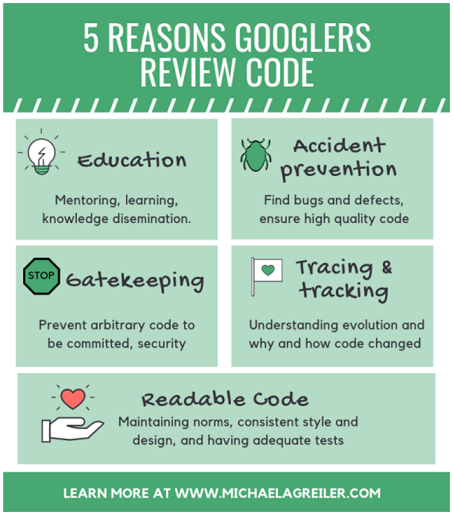 5 REASONS GOOGLERS
REVIEW CODE
Education
Mentoring, learning,
knowledge disemination.
Accident
prevention
Find bugs and defects,
ensure high quality code
STOP
Gatekeeping
Prevent arbitrary code to
be committed, security
Tracing &
tracking
Understanding evolution and
why and how code changed
Readable Code
Maintaining norms, consistent style and
design, and having adequate tests
LEARN MORE AT WWW.MICHAELAGREILER.COM